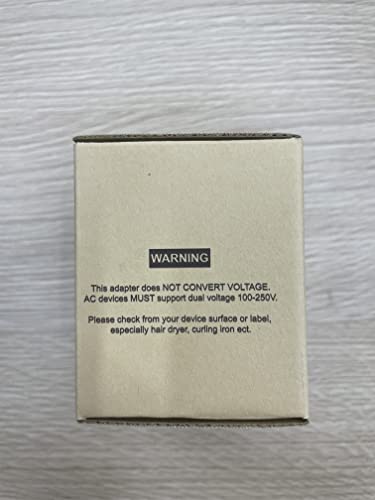 WARNING
This adapter does NOT CONVERT VOLTAGE.
AC devices MUST support dual voltage 100-250V.
Please check from your device surface or label,
especially hair dryer, curling iron ect.